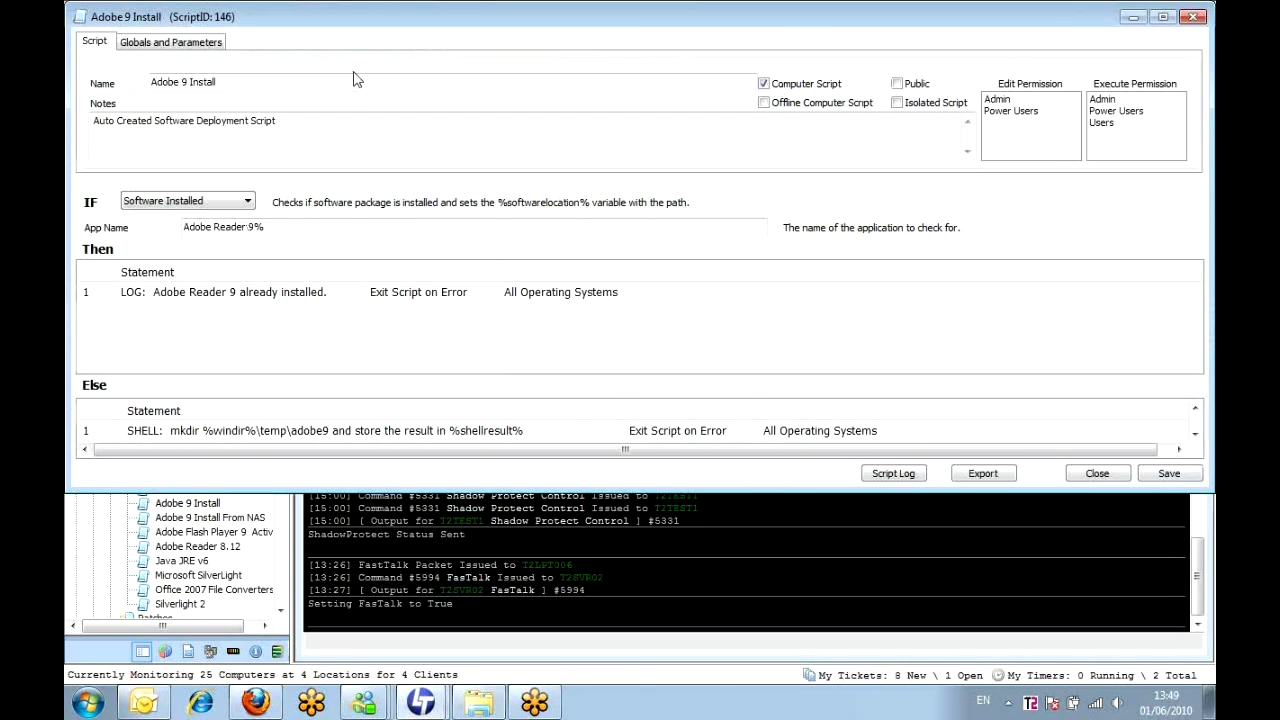 Adobe 9 Install (ScriptID: 146)
Script Globals and Parameters
Name Adobe 9 Install Computer Script Public Edit Permission Execute Permission
Notes Offline Computer Script Isolated Script
Auto Created Software Deployment Script
Admin
Power Users
Admin
Power Users
Users
IF Software Installed Checks if software package is installed and sets the %softwarelocation% variable with the path.
App Name Adobe Reader 9% The name of the application to check for.
Then
Statement
1 LOG: Adobe Reader 9 already installed. Exit Script on Error All Operating Systems
Else
Statement
1 SHELL: mkdir %windir%\temp\adobe9 and store the result in %shellresult% Exit Script on Error All Operating Systems
Script Log Export Close Save
Adobe 9 Install
Adobe 9 Install From NAS
Adobe Flash Player 9 Activ
Adobe Reader 8.12
Java JRE v6
Microsoft SilverLight
Office 2007 File Converters
Silverlight 2
Patches
[15:00] Command #5331 Shadow Protect Control Issued to T2TEST1
[15:00] Command #5331 Shadow Protect Control Issued to T2TEST1
[15:00] [ Output for T2TEST1 Shadow Protect Control ] #5331
ShadowProtect Status Sent
[13:26] FastTalk Packet Issued to T2LPT006
[13:26] Command #5994 FasTalk Issued to T2SVR02
[13:27] [ Output for T2SVR02 FasTalk ] #5994
Setting FasTalk to True
Currently Monitoring 25 Computers at 4 Locations for 4 Clients My Tickets: 8 New \ 1 Open My Timers: 0 Running \ 2 Total
EN T2 13:49
01/06/2010